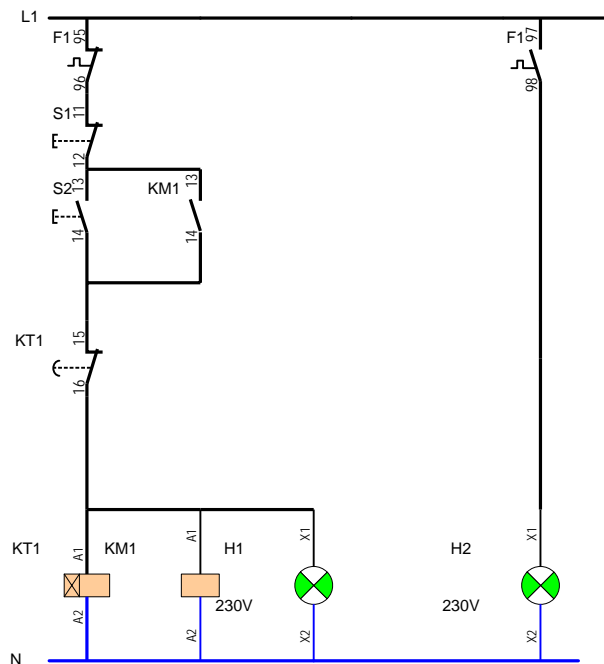 L1
F1 95
96
F1 97
98
S1 11
12
S2 13
14
KM1 13
14
KT1 15
16
KT1 A1
A2
KM1 A1
A2
H1 230V X1
X2
H2 230V X1
X2
N